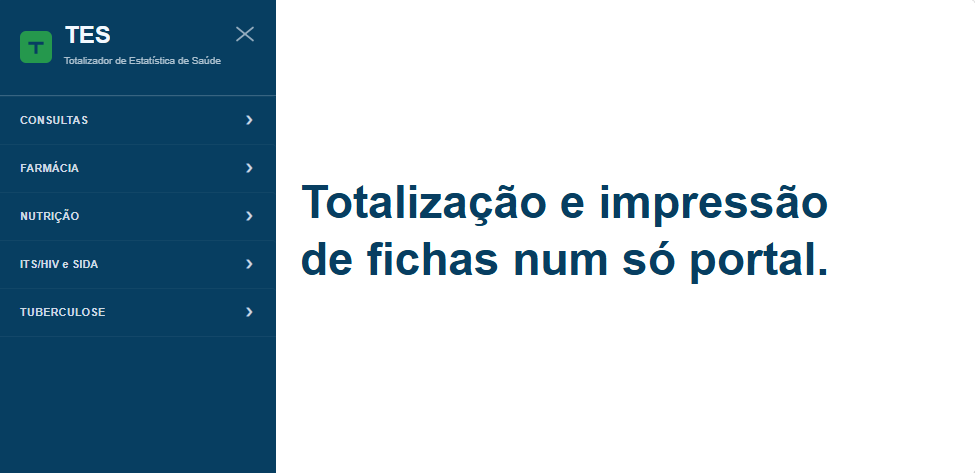 TES
Totalizador de Estatística de Saúde
CONSULTAS
FARMÁCIA
NUTRIÇÃO
ITS/HIV e SIDA
TUBERCULOSE
Totalização e impressão
de fichas num só portal.